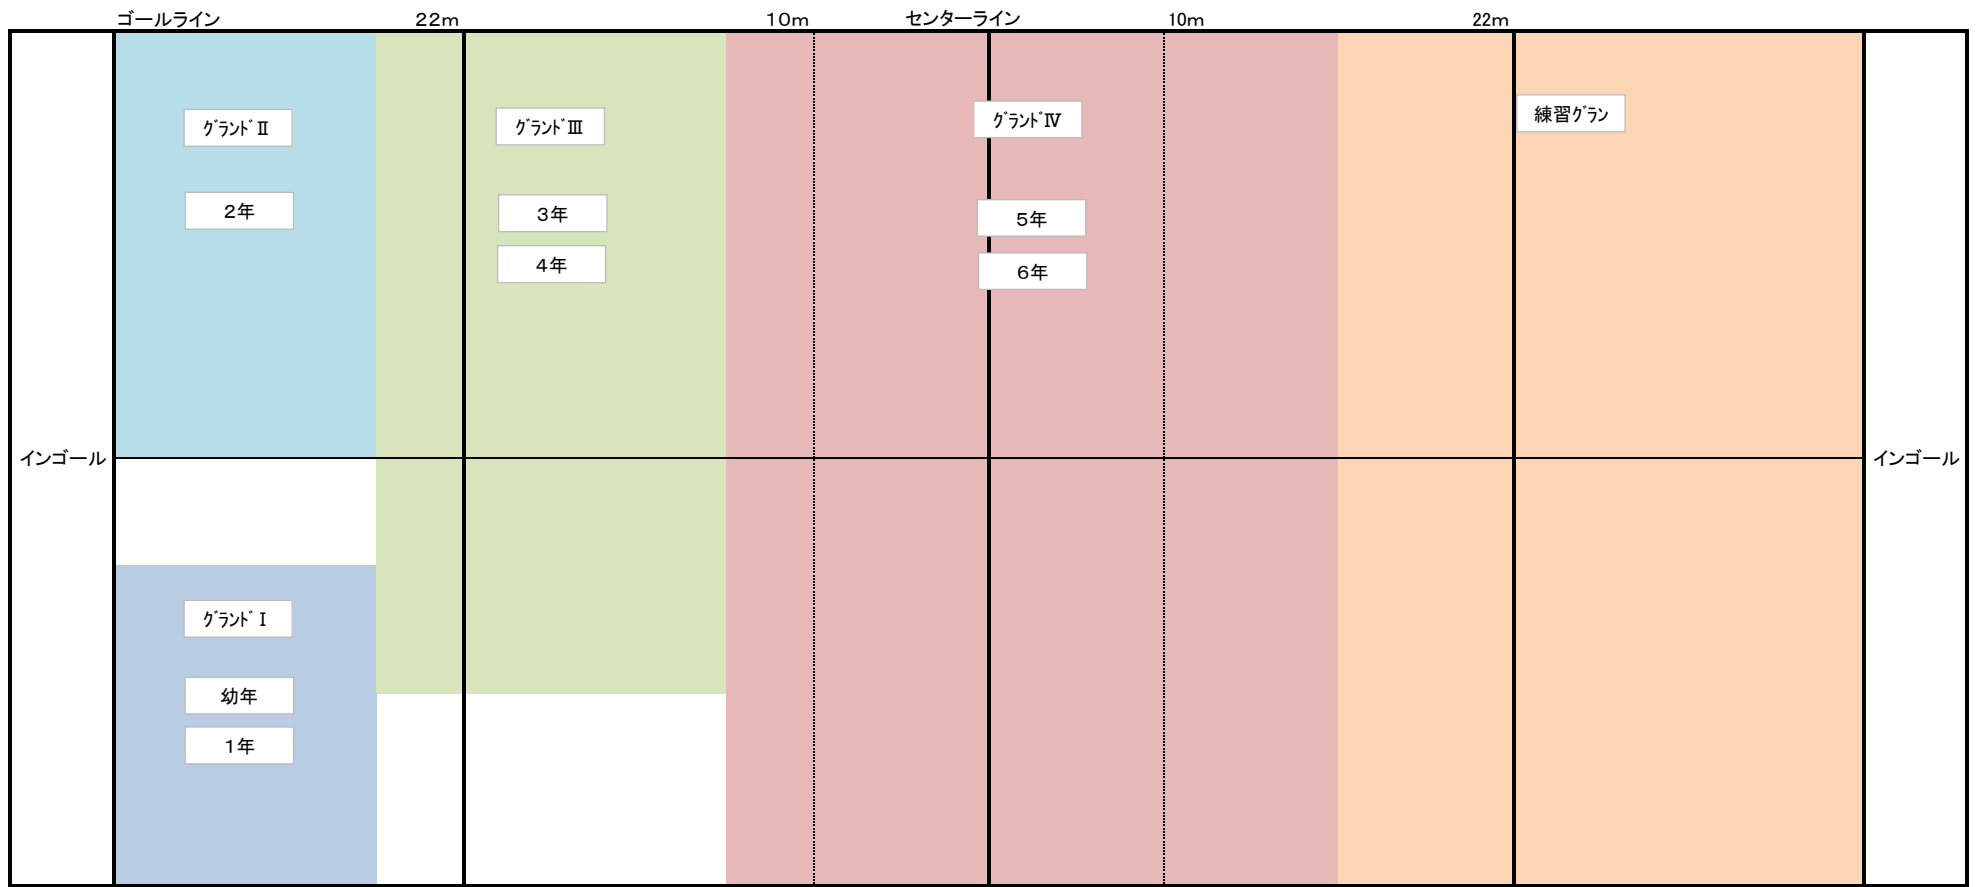 ゴールライン
２２ｍ
１０ｍ
センターライン
10ｍ
22ｍ
ｸﾞﾗﾝﾄﾞⅡ
ｸﾞﾗﾝﾄﾞⅢ
ｸﾞﾗﾝﾄﾞⅣ
練習ｸﾞﾗﾝ
２年
３年
５年
４年
６年
インゴール
インゴール
ｸﾞﾗﾝﾄﾞⅠ
幼年
１年